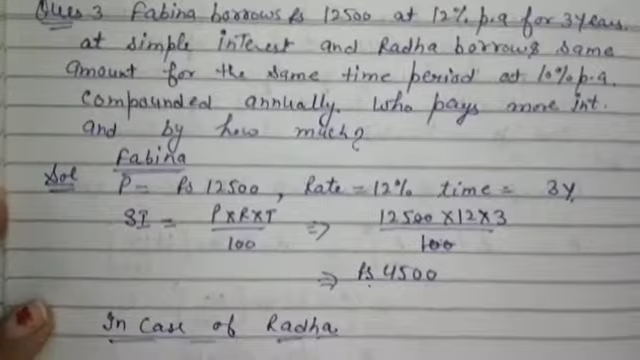 Ques 3 Fabina borrows Rs 12500 at 12% p.a for 3 years
at simple interest and Radha borrows same
amount for the same time period at 10% p.a.
compounded annually. Who pays more int.
and by how much?
Fabina
Sol P = Rs 12500, Rate = 12% time = 3y.
SI = P×R×T/100 ⇒ 12500×12×3/100
⇒ Rs 4500
In Case of Radha